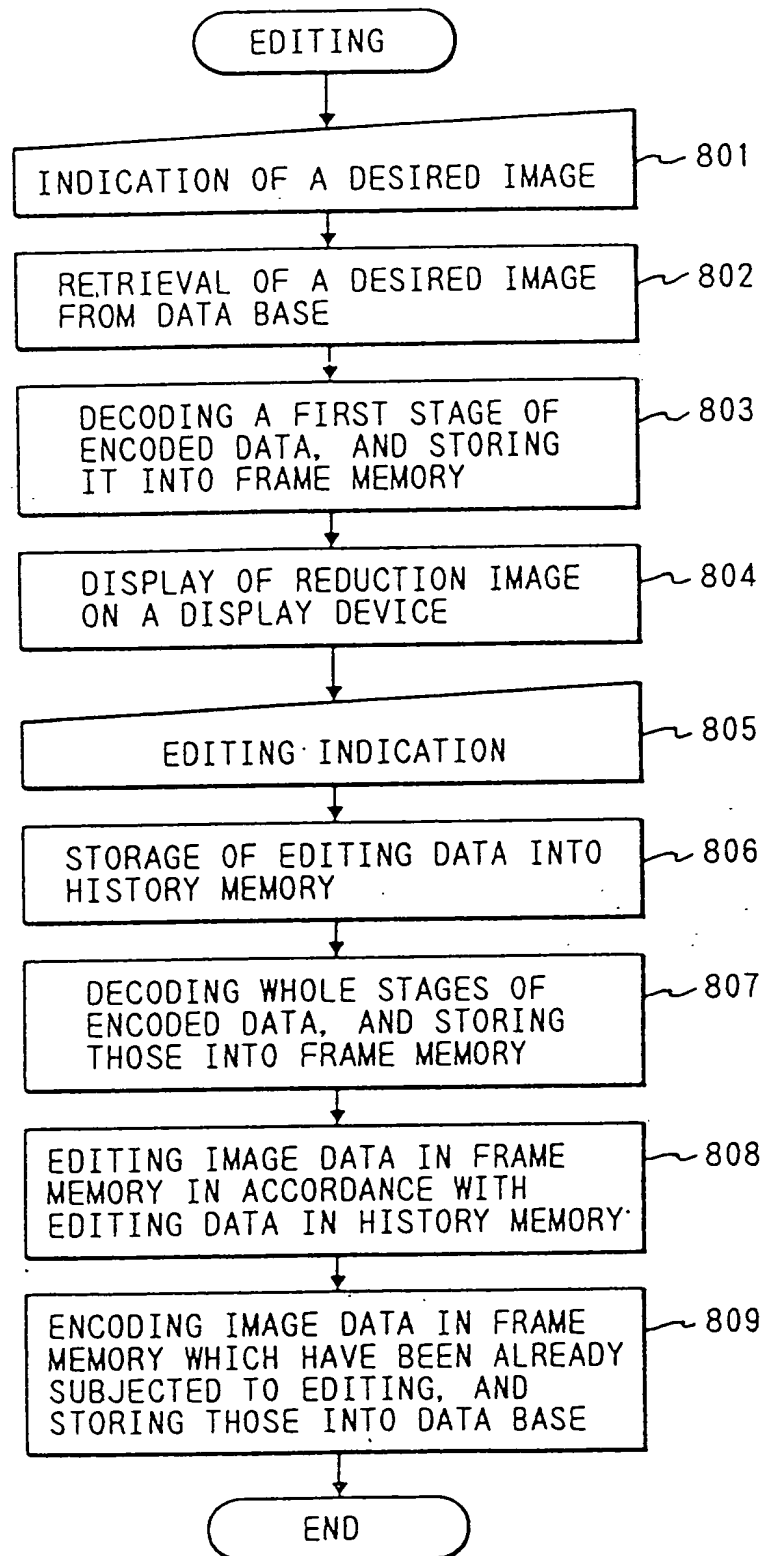 EDITING
INDICATION OF A DESIRED IMAGE
801
RETRIEVAL OF A DESIRED IMAGE
FROM DATA BASE
802
DECODING A FIRST STAGE OF
ENCODED DATA, AND STORING
IT INTO FRAME MEMORY
803
DISPLAY OF REDUCTION IMAGE
ON A DISPLAY DEVICE
804
EDITING INDICATION
805
STORAGE OF EDITING DATA INTO
HISTORY MEMORY
806
DECODING WHOLE STAGES OF
ENCODED DATA, AND STORING
THOSE INTO FRAME MEMORY
807
EDITING IMAGE DATA IN FRAME
MEMORY IN ACCORDANCE WITH
EDITING DATA IN HISTORY MEMORY
808
ENCODING IMAGE DATA IN FRAME
MEMORY WHICH HAVE BEEN ALREADY
SUBJECTED TO EDITING, AND
STORING THOSE INTO DATA BASE
809
END